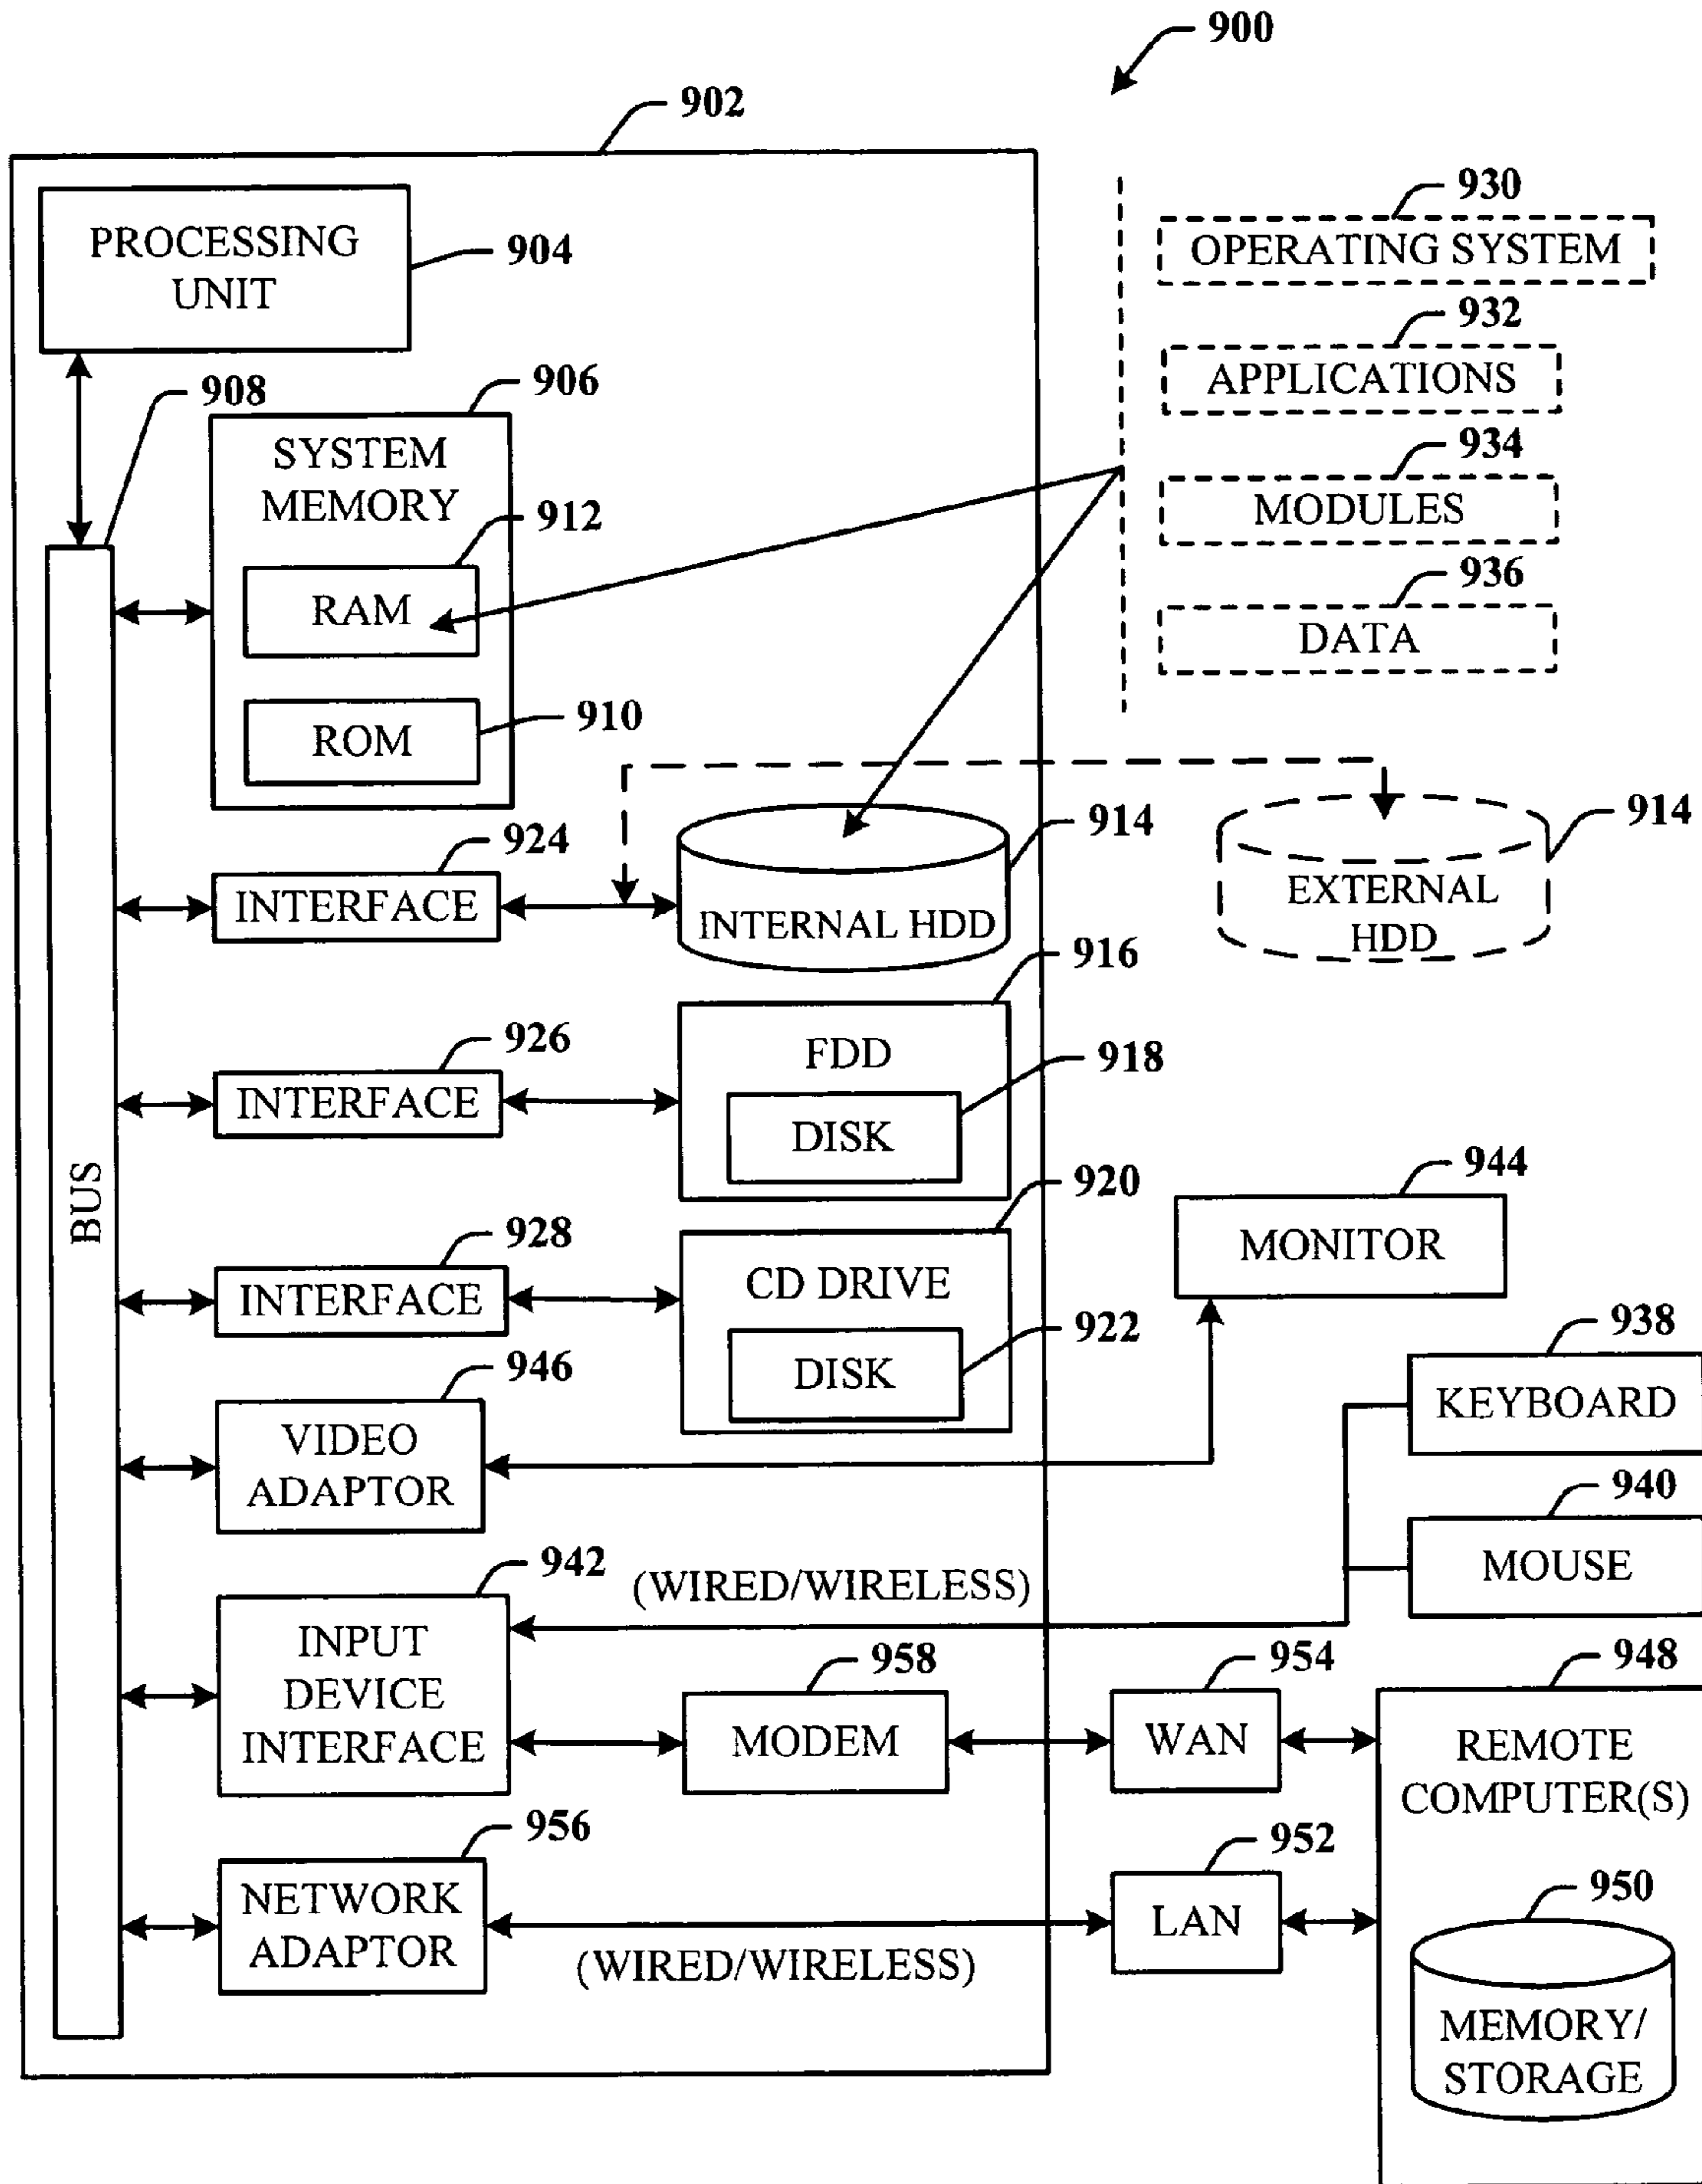 900
902
PROCESSING
UNIT
904
930
OPERATING SYSTEM
932
APPLICATIONS
934
MODULES
936
DATA
908
906
SYSTEM
MEMORY
912
RAM
910
ROM
924
INTERFACE
914
INTERNAL HDD
914
EXTERNAL
HDD
916
FDD
926
INTERFACE
918
DISK
BUS
920
CD DRIVE
928
INTERFACE
922
DISK
944
MONITOR
946
VIDEO
ADAPTOR
938
KEYBOARD
940
MOUSE
942
INPUT
DEVICE
INTERFACE
(WIRED/WIRELESS)
958
MODEM
954
WAN
948
REMOTE
COMPUTER(S)
956
NETWORK
ADAPTOR
(WIRED/WIRELESS)
952
LAN
950
MEMORY/
STORAGE